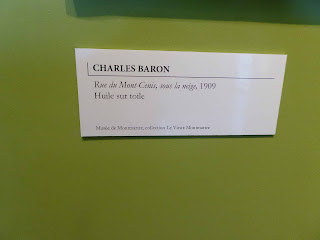 CHARLES BARON
Rue du Mont-Cenis, sous la neige, 1909
Huile sur toile
Musée de Montmartre, collection Le Vieux Montmartre